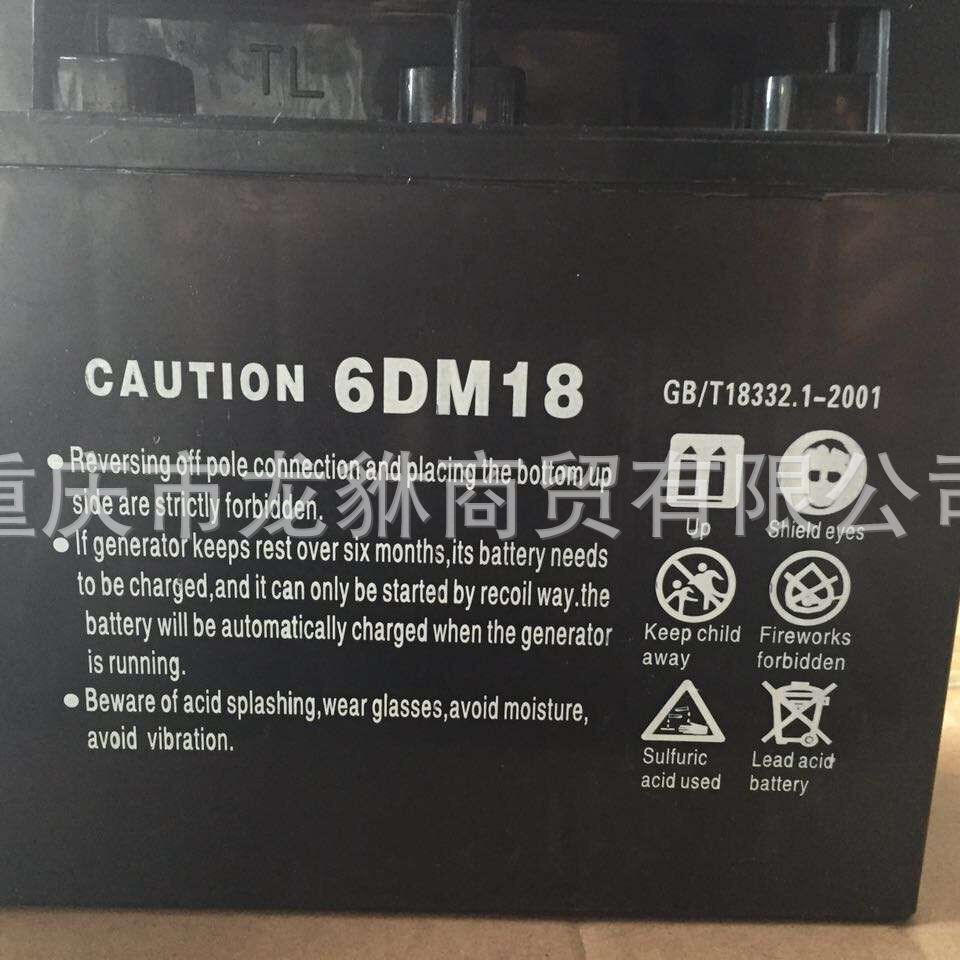 TL
CAUTION 6DM18
GB/T18332.1-2001
● Reversing off pole connection and placing the bottom up
side are strictly forbidden.
● If generator keeps rest over six months,its battery needs
to be charged,and it can only be started by recoil way.the
battery will be automatically charged when the generator
is running.
● Beware of acid splashing,wear glasses,avoid moisture,
avoid vibration.
Up
Shield eyes
Keep child
away
Fireworks
forbidden
Sulfuric
acid used
Lead acid
battery
重庆市龙貅商贸有限公司